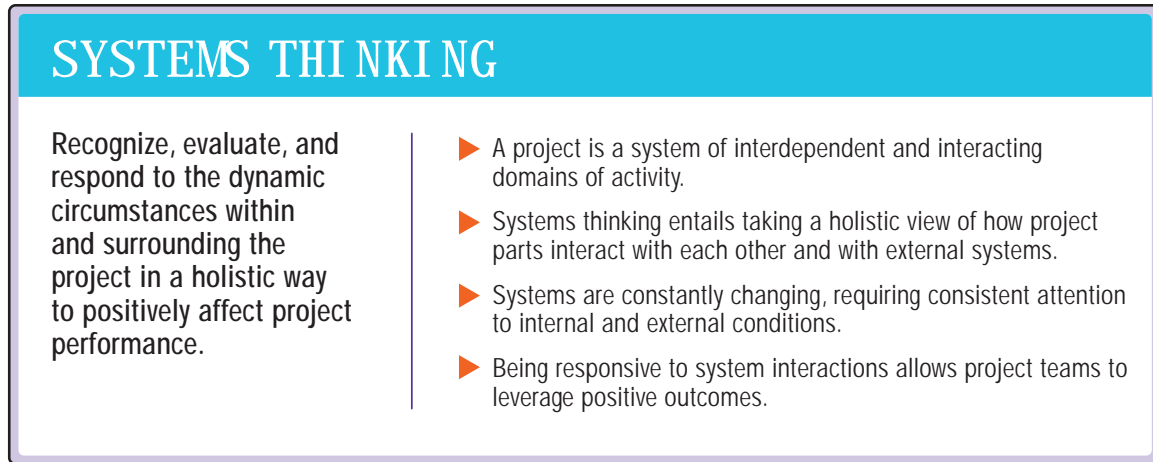 SYSTEMS THINKING
Recognize, evaluate, and
respond to the dynamic
circumstances within
and surrounding the
project in a holistic way
to positively affect project
performance.
A project is a system of interdependent and interacting
domains of activity.
Systems thinking entails taking a holistic view of how project
parts interact with each other and with external systems.
Systems are constantly changing, requiring consistent attention
to internal and external conditions.
Being responsive to system interactions allows project teams to
leverage positive outcomes.